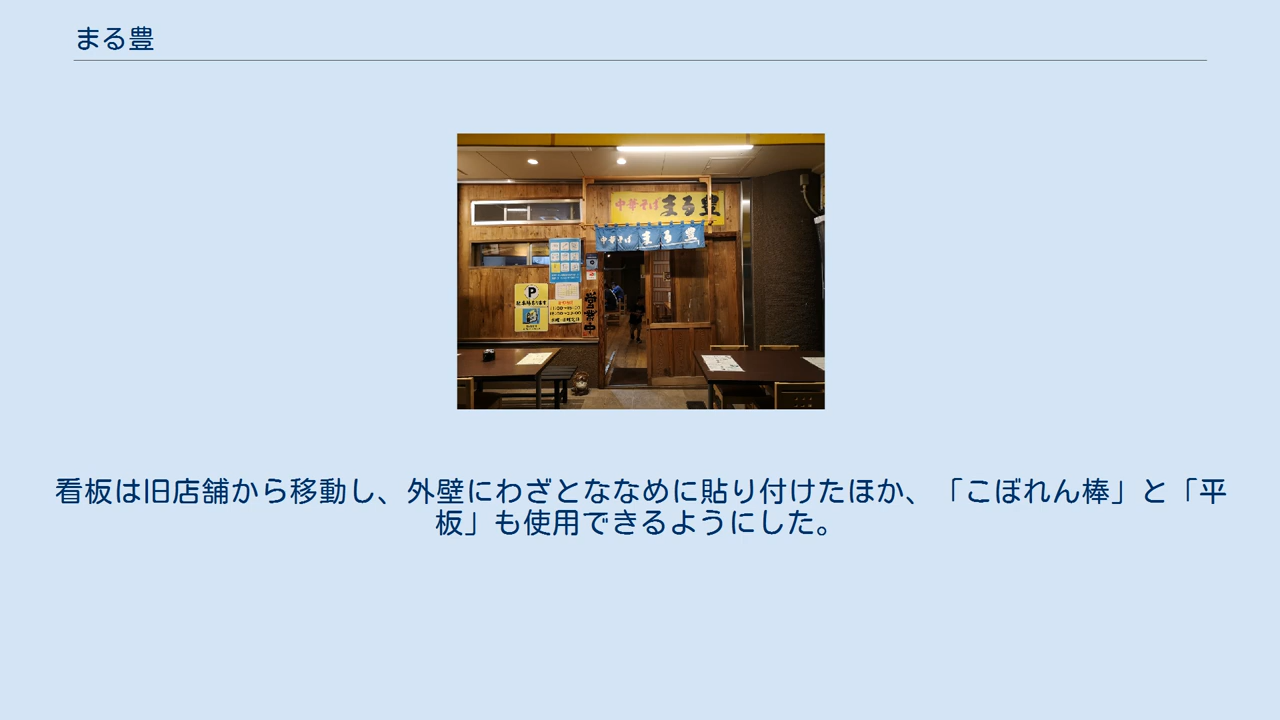 まる豊
中華そば まる豊
中華そば まる豊
P
営業中
看板は旧店舗から移動し、外壁にわざとななめに貼り付けたほか、「こぼれん棒」と「平
板」も使用できるようにした。